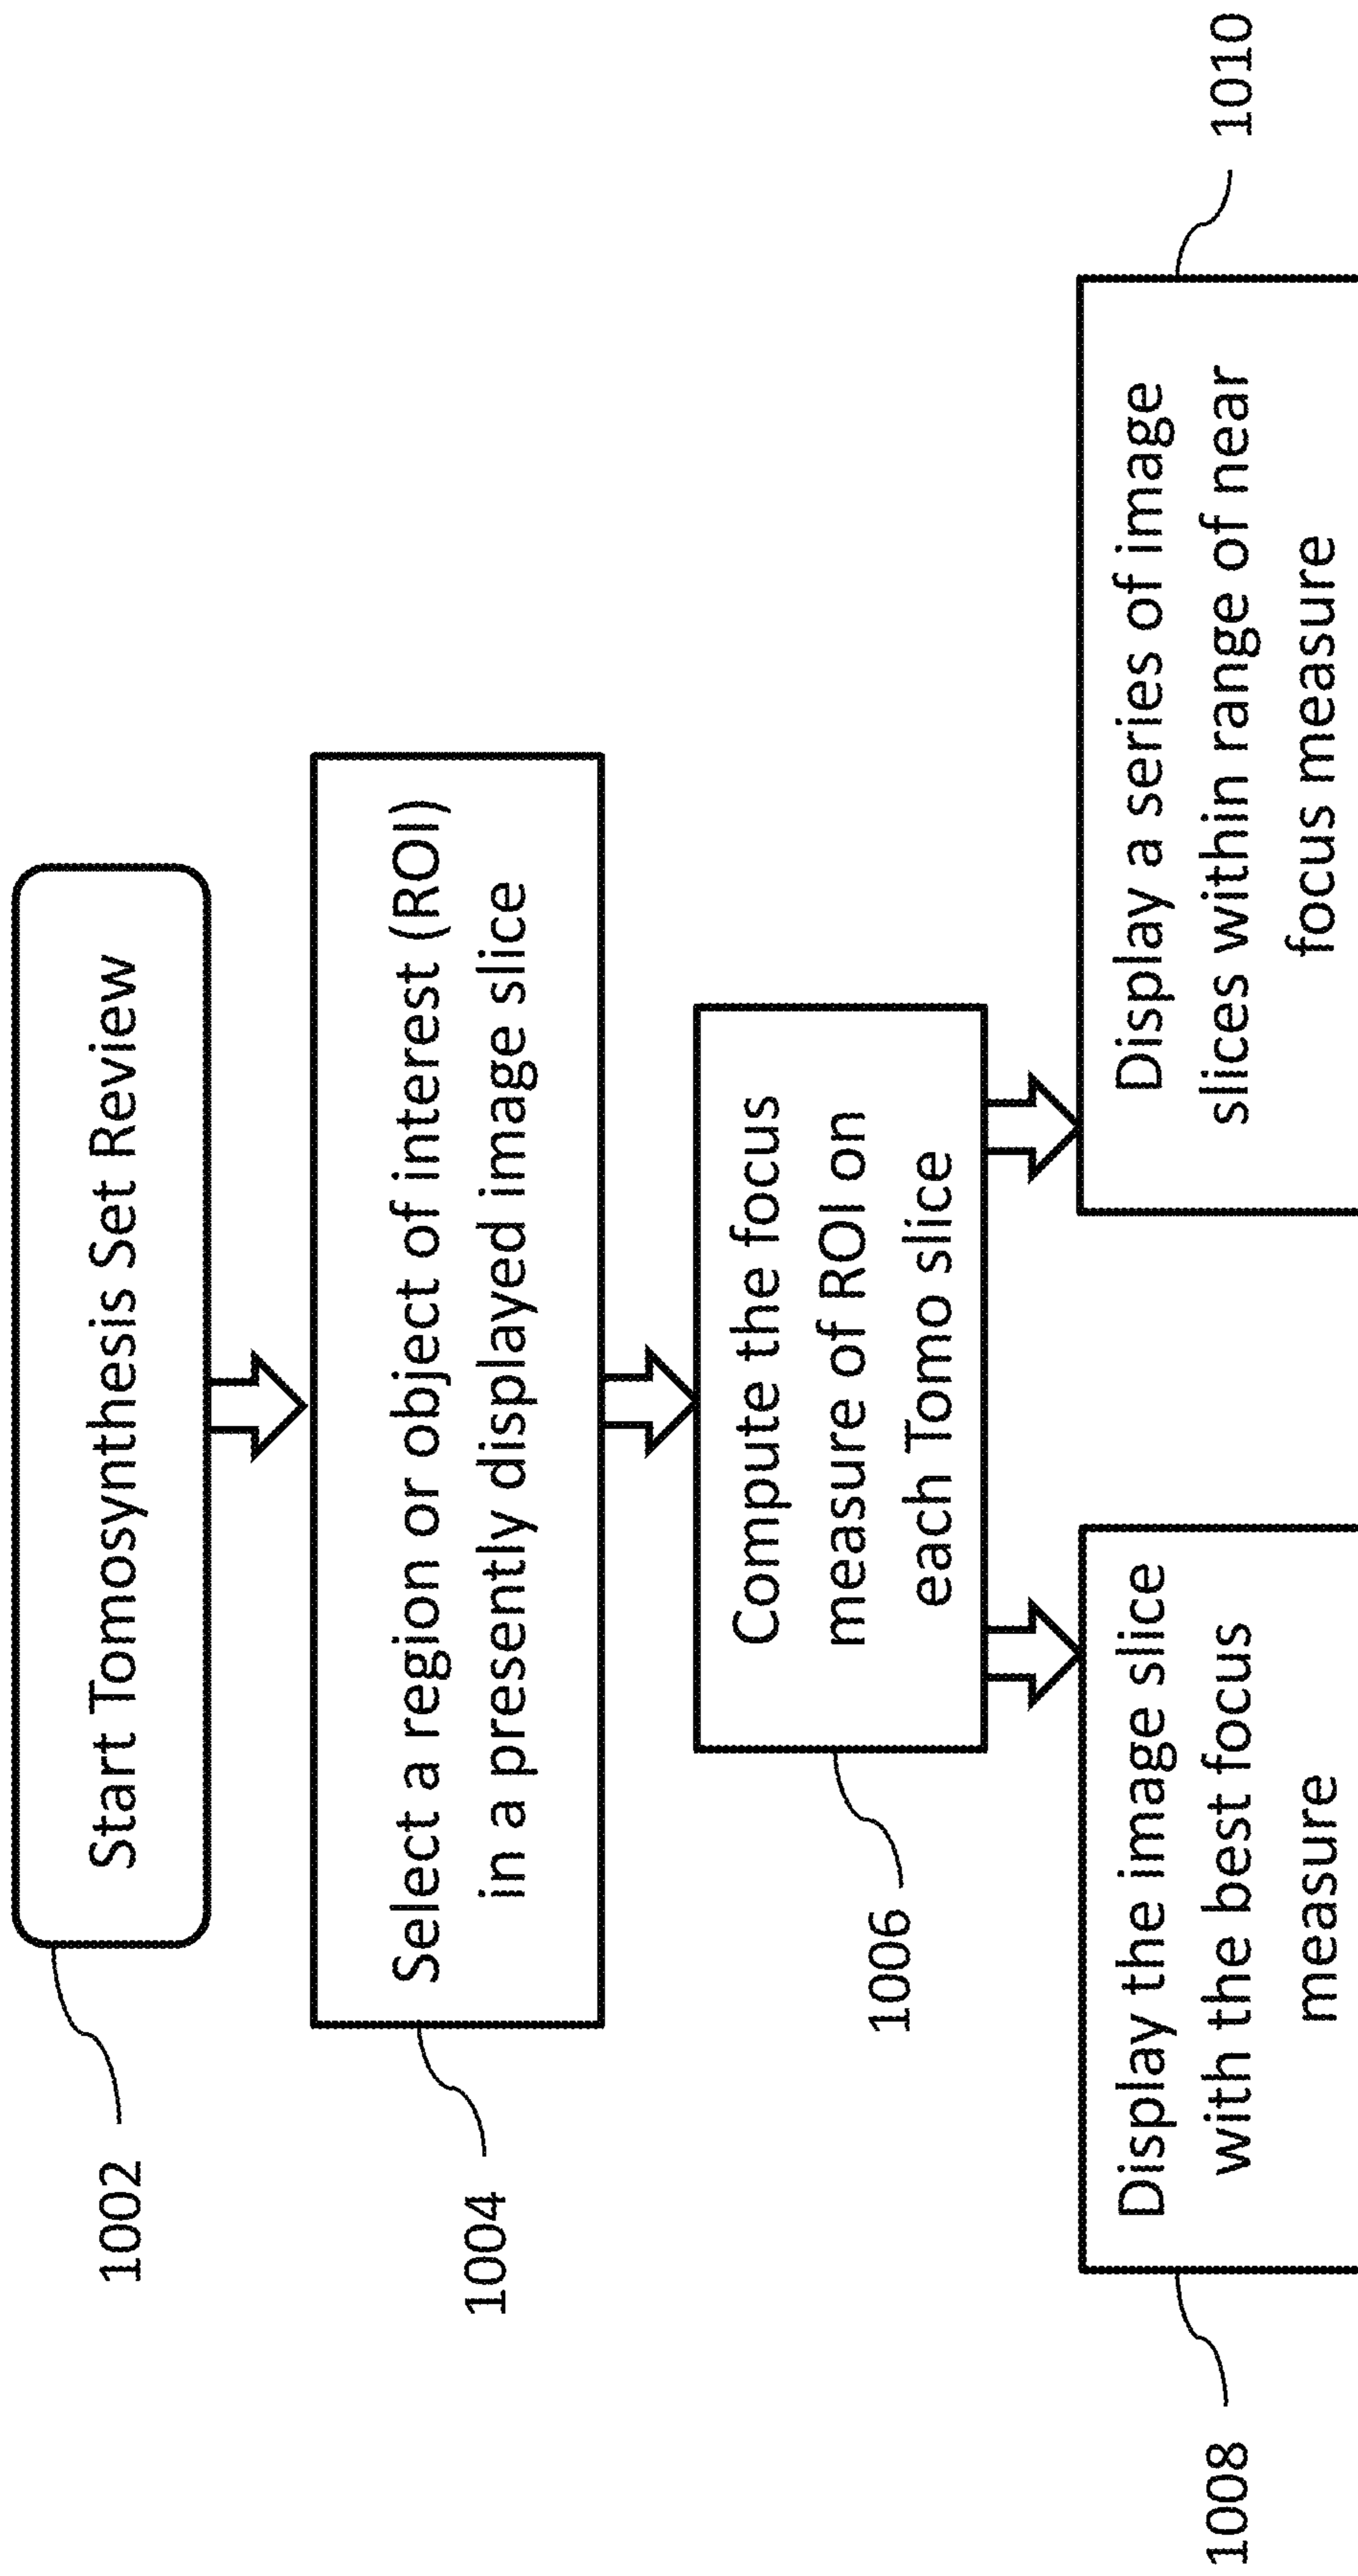 1002
Start Tomosynthesis Set Review
1004
Select a region or object of interest (ROI)
in a presently displayed image slice
1006
Compute the focus
measure of ROI on
each Tomo slice
1008
Display the image slice
with the best focus
measure
Display a series of image
slices within range of near
focus measure
1010